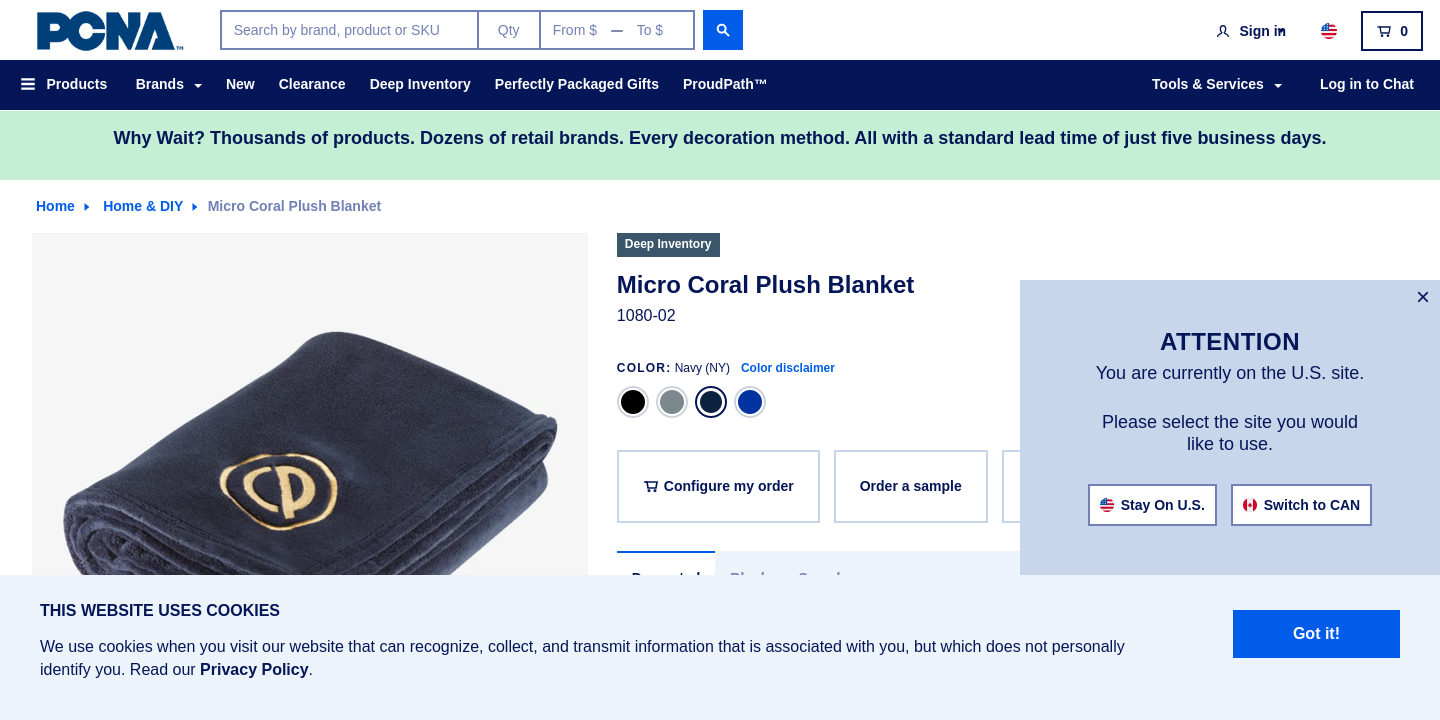 PCNA™
Search by brand, product or SKU
Qty
From $ — To $
Sign in
0
Products
Brands
New
Clearance
Deep Inventory
Perfectly Packaged Gifts
ProudPath™
Tools & Services
Log in to Chat
Why Wait? Thousands of products. Dozens of retail brands. Every decoration method. All with a standard lead time of just five business days.
Home
Home & DIY
Micro Coral Plush Blanket
Deep Inventory
Micro Coral Plush Blanket
1080-02
COLOR: Navy (NY) Color disclaimer
Configure my order
Order a sample
×
ATTENTION
You are currently on the U.S. site.
Please select the site you would
like to use.
Stay On U.S.
Switch to CAN
THIS WEBSITE USES COOKIES
We use cookies when you visit our website that can recognize, collect, and transmit information that is associated with you, but which does not personally
identify you. Read our Privacy Policy.
Got it!